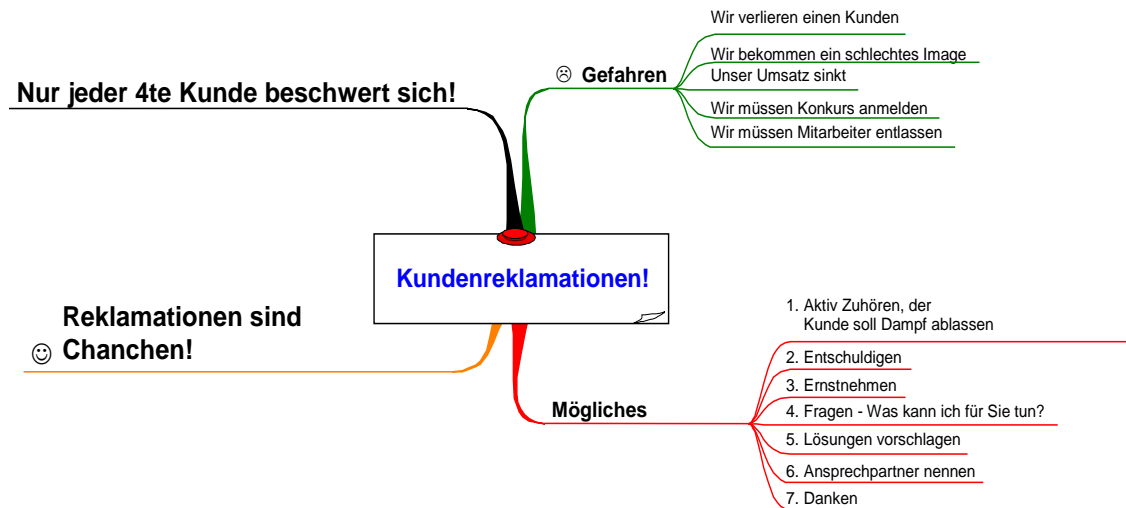 Nur jeder 4te Kunde beschwert sich!
☹ Gefahren
Wir verlieren einen Kunden
Wir bekommen ein schlechtes Image
Unser Umsatz sinkt
Wir müssen Konkurs anmelden
Wir müssen Mitarbeiter entlassen
Kundenreklamationen!
Reklamationen sind
☺ Chanchen!
Mögliches
1. Aktiv Zuhören, der
Kunde soll Dampf ablassen
2. Entschuldigen
3. Ernstnehmen
4. Fragen - Was kann ich für Sie tun?
5. Lösungen vorschlagen
6. Ansprechpartner nennen
7. Danken